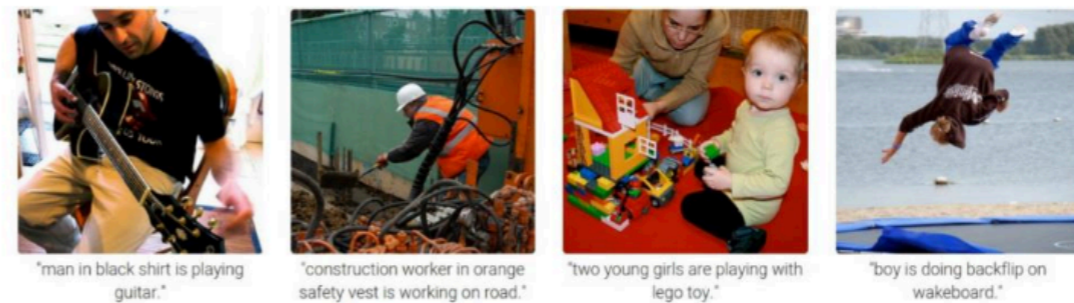 "man in black shirt is playing
guitar."
"construction worker in orange
safety vest is working on road."
"two young girls are playing with
lego toy."
"boy is doing backflip on
wakeboard."